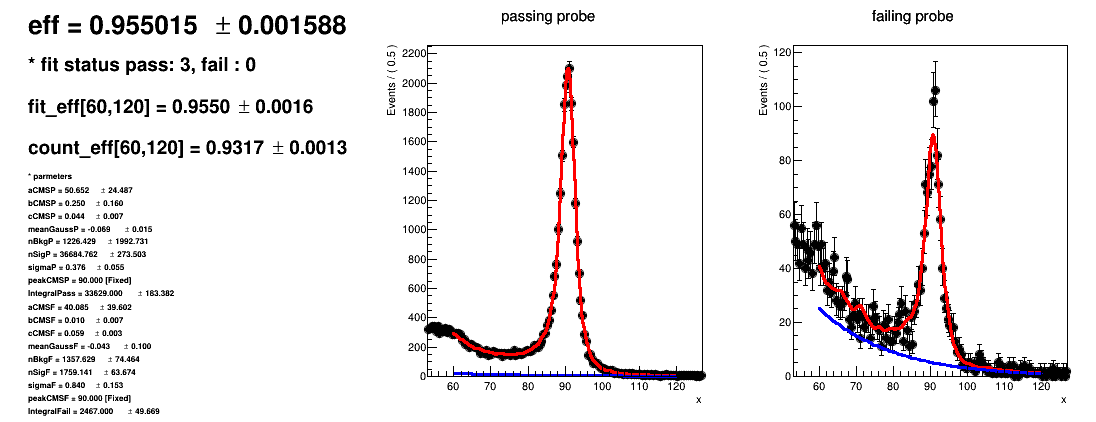 eff = 0.955015 ± 0.001588
* fit status pass: 3, fail : 0
fit_eff[60,120] = 0.9550 ± 0.0016
count_eff[60,120] = 0.9317 ± 0.0013
* parmeters
aCMSP = 50.652 ± 24.487
bCMSP = 0.250 ± 0.160
cCMSP = 0.044 ± 0.007
meanGaussP = -0.069 ± 0.015
nBkgP = 1226.429 ± 1992.731
nSigP = 36684.762 ± 273.503
sigmaP = 0.376 ± 0.055
peakCMSP = 90.000 [Fixed]
IntegralPass = 33629.000 ± 183.382
aCMSF = 40.085 ± 39.602
bCMSF = 0.010 ± 0.007
cCMSF = 0.059 ± 0.003
meanGaussF = -0.043 ± 0.100
nBkgF = 1357.629 ± 74.464
nSigF = 1759.141 ± 63.674
sigmaF = 0.840 ± 0.153
peakCMSF = 90.000 [Fixed]
IntegralFail = 2467.000 ± 49.669
passing probe
Events / ( 0.5 )
2200
2000
1800
1600
1400
1200
1000
800
600
400
200
0
60 70 80 90 100 110 120
x
failing probe
Events / ( 0.5 )
120
100
80
60
40
20
0
60 70 80 90 100 110 120
x